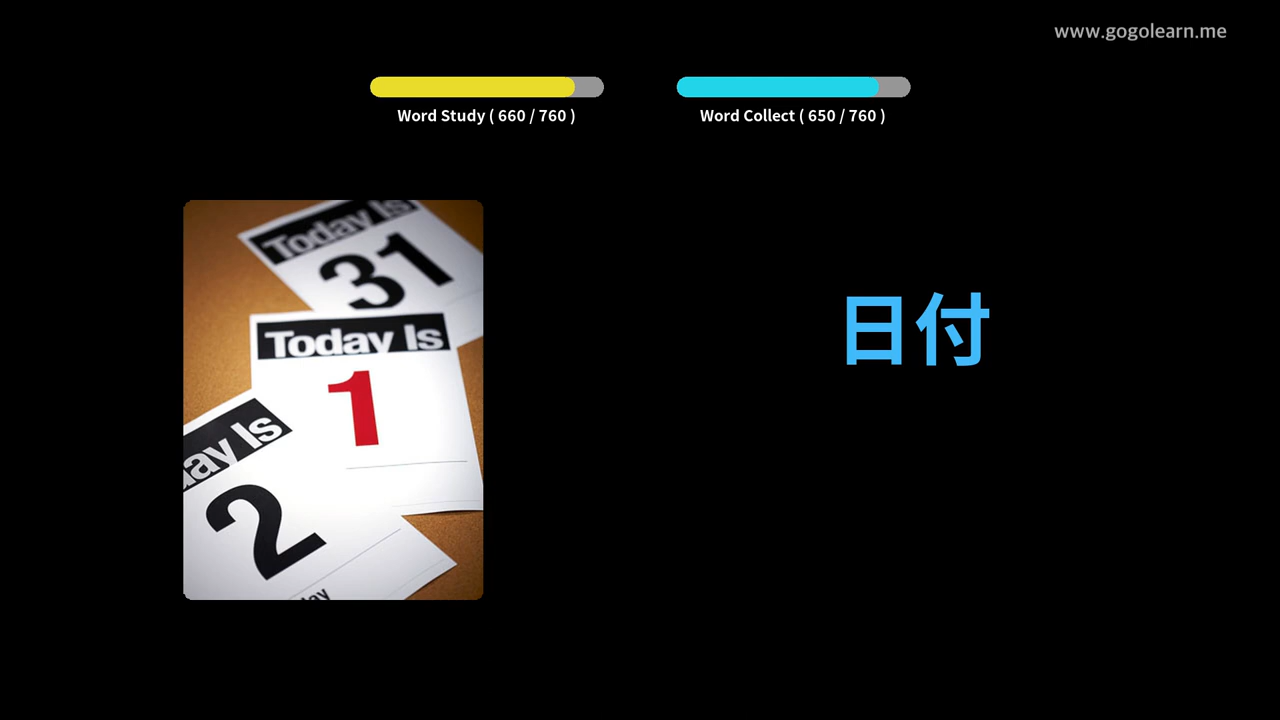 www.gogolearn.me
Word Study ( 660 / 760 )
Word Collect ( 650 / 760 )
Today Is
31
Today Is
1
ay Is
2
日付